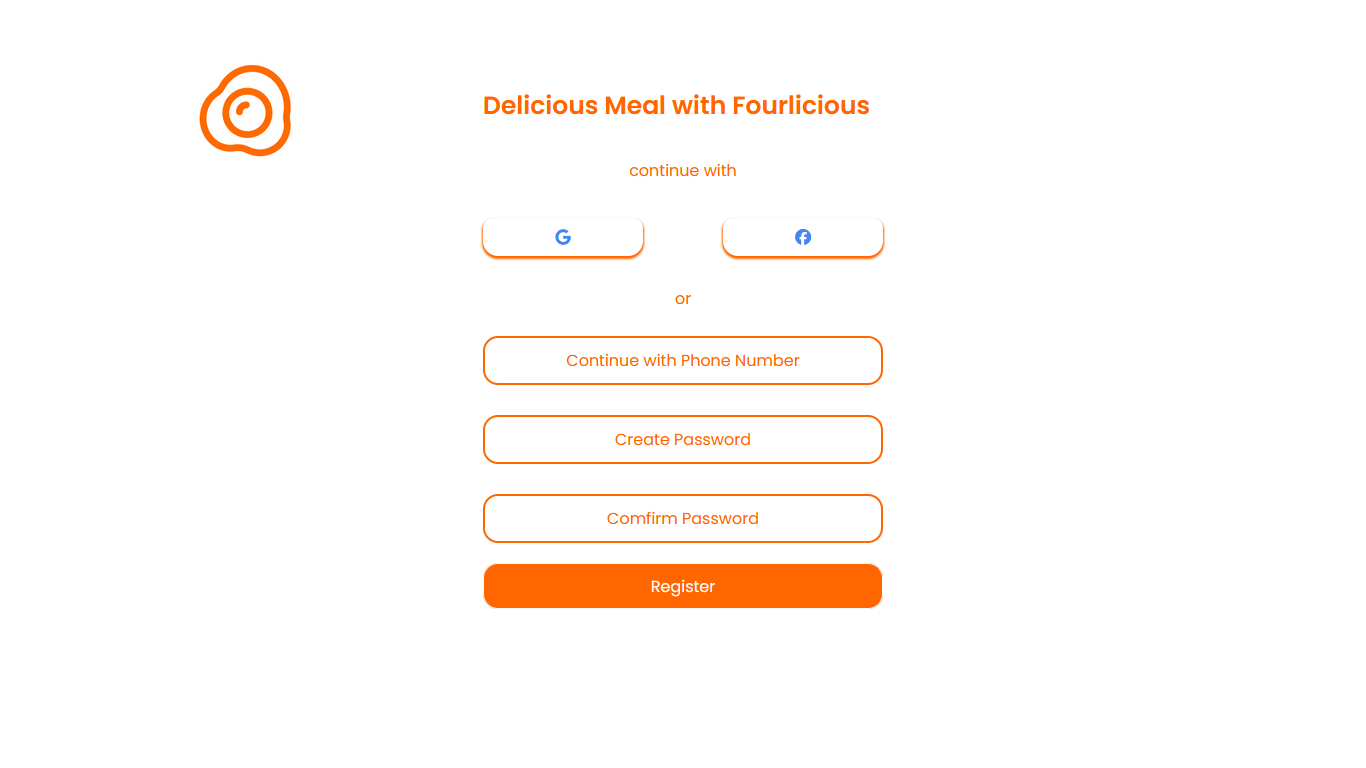 Delicious Meal with Fourlicious
continue with
or
Continue with Phone Number
Create Password
Comfirm Password
Register